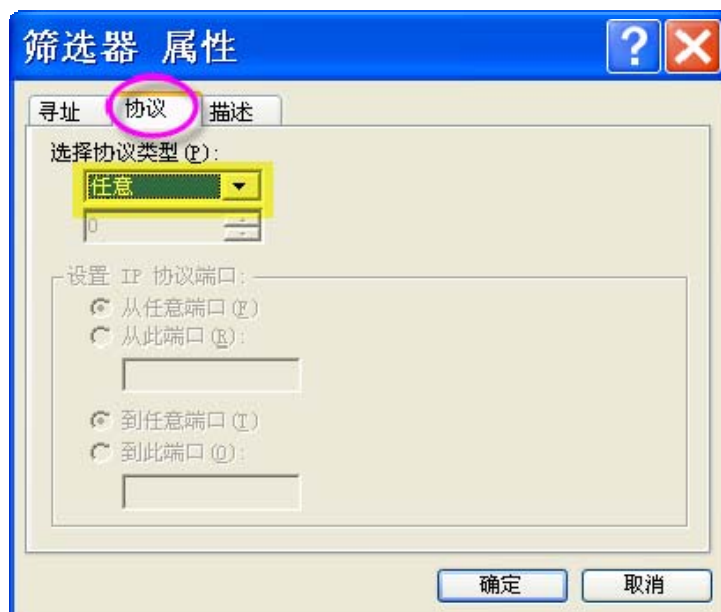 筛选器 属性
寻址 协议 描述
选择协议类型(P):
任意
0
设置 IP 协议端口:
从任意端口(F)
从此端口(R):
到任意端口(T)
到此端口(O):
确定 取消